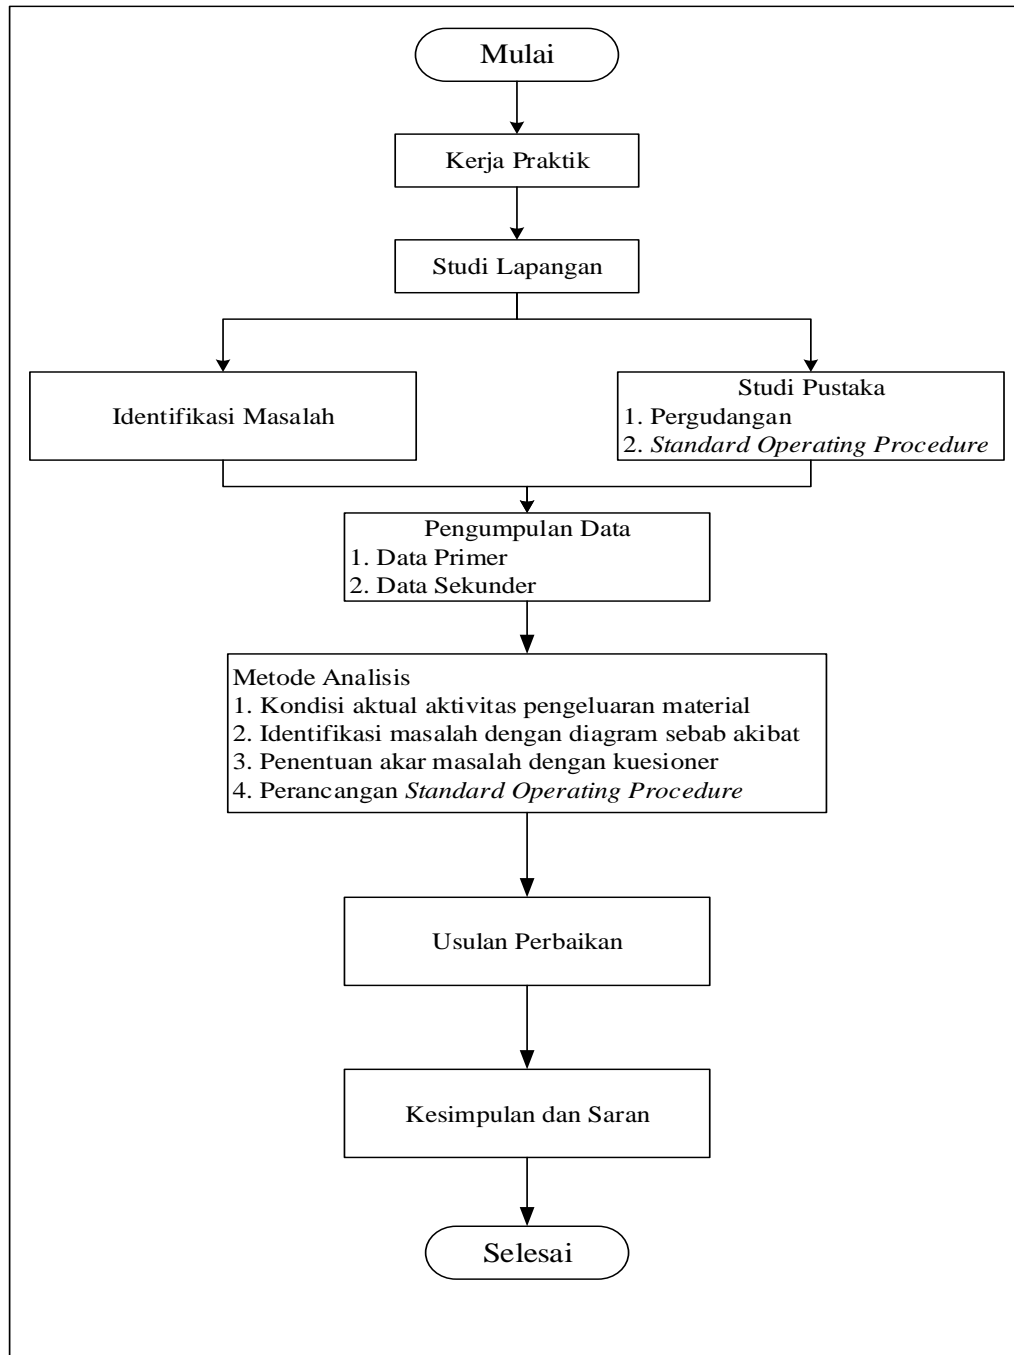 Mulai
Kerja Praktik
Studi Lapangan
Identifikasi Masalah
Studi Pustaka
1. Pergudangan
2. Standard Operating Procedure
Pengumpulan Data
1. Data Primer
2. Data Sekunder
Metode Analisis
1. Kondisi aktual aktivitas pengeluaran material
2. Identifikasi masalah dengan diagram sebab akibat
3. Penentuan akar masalah dengan kuesioner
4. Perancangan Standard Operating Procedure
Usulan Perbaikan
Kesimpulan dan Saran
Selesai